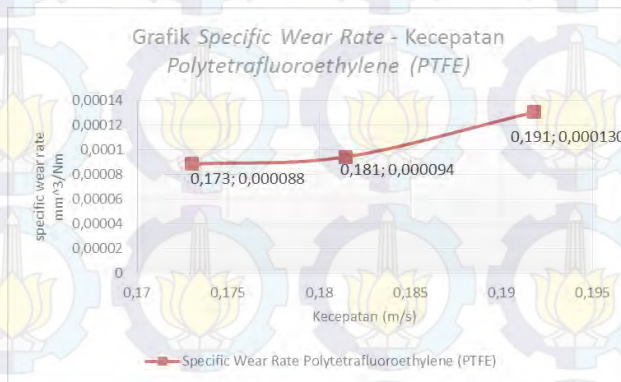 Grafik Specific Wear Rate - Kecepatan
Polytetrafluoroethylene (PTFE)
specific wear rate
mm^3/Nm
0,00014
0,00012
0,0001
0,00008
0,00006
0,00004
0,00002
0
0,173; 0,000088
0,181; 0,000094
0,191; 0,000130
0,17
0,175
0,18
0,185
0,19
0,195
Kecepatan (m/s)
Specific Wear Rate Polytetrafluoroethylene (PTFE)